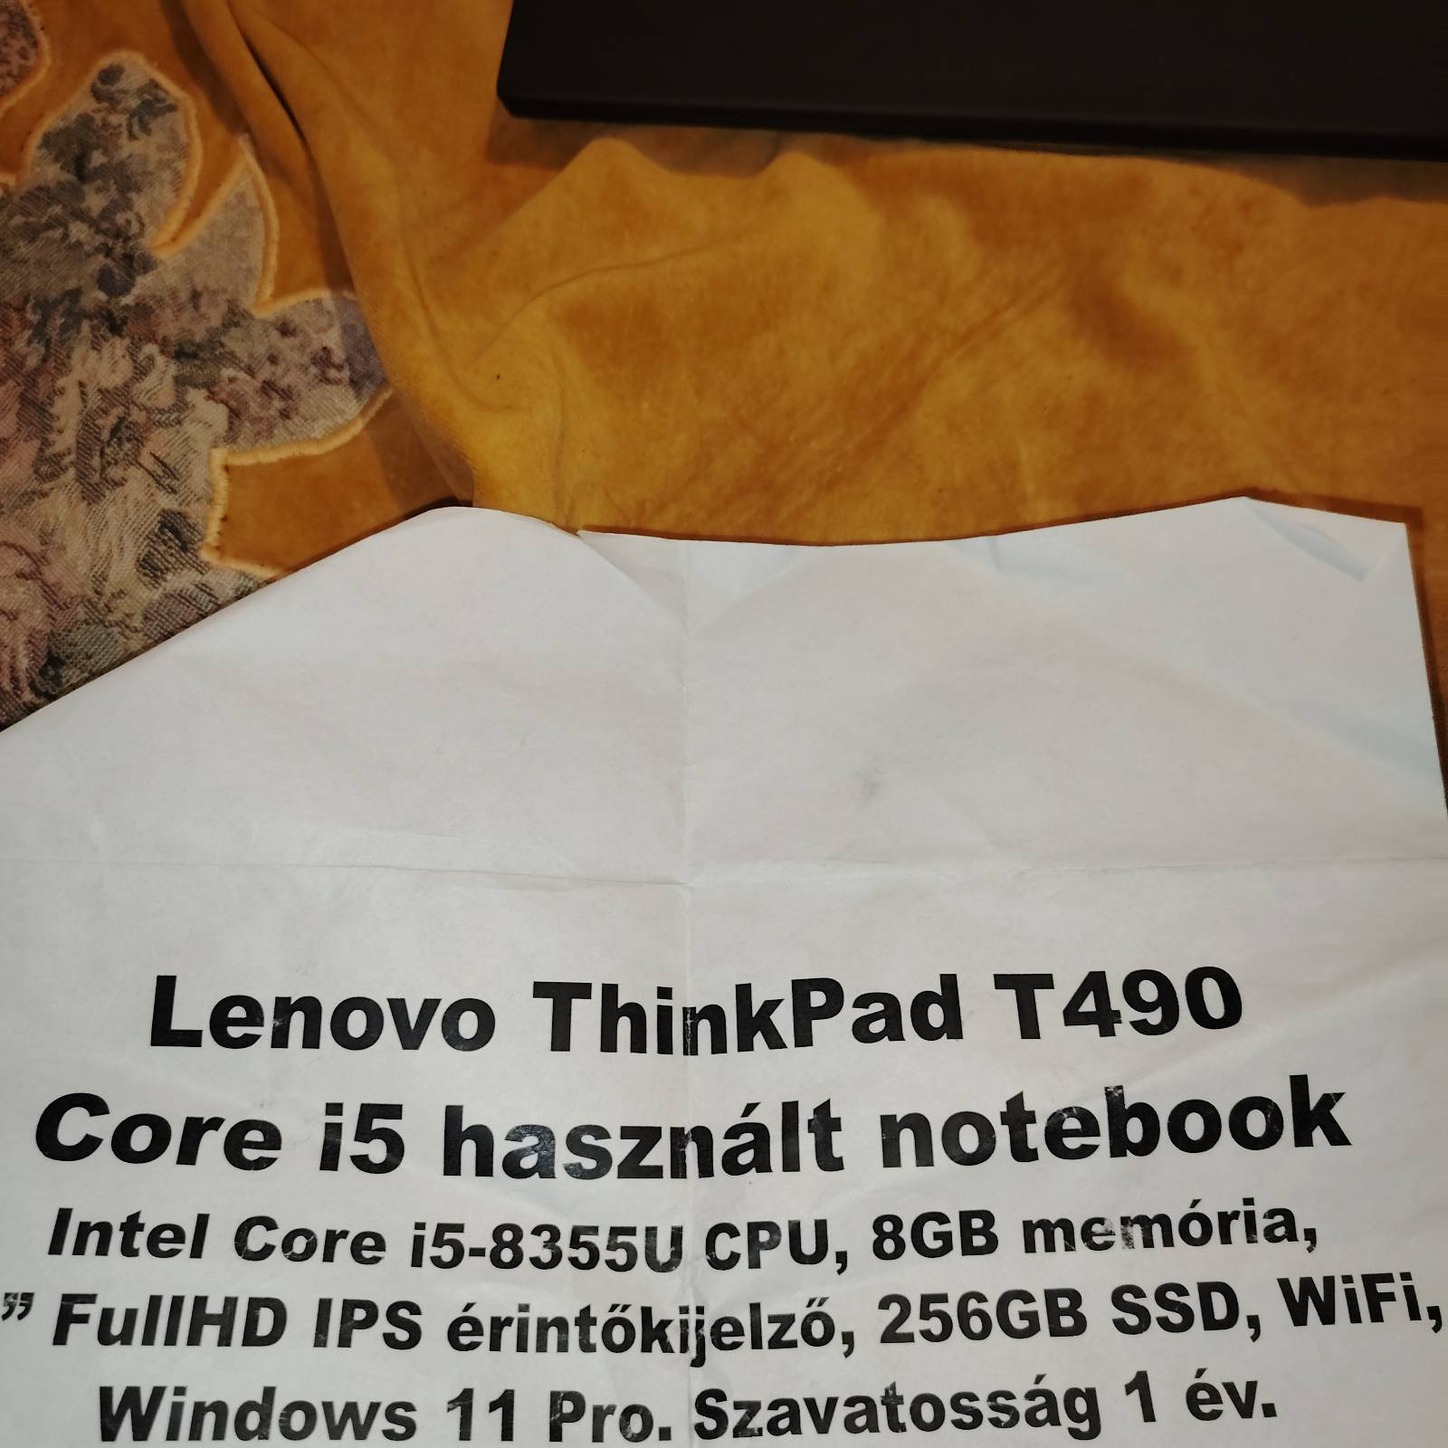 Lenovo ThinkPad T490
Core i5 használt notebook
Intel Core i5-8355U CPU, 8GB memória,
” FullHD IPS érintőkijelző, 256GB SSD, WiFi,
Windows 11 Pro. Szavatosság 1 év.